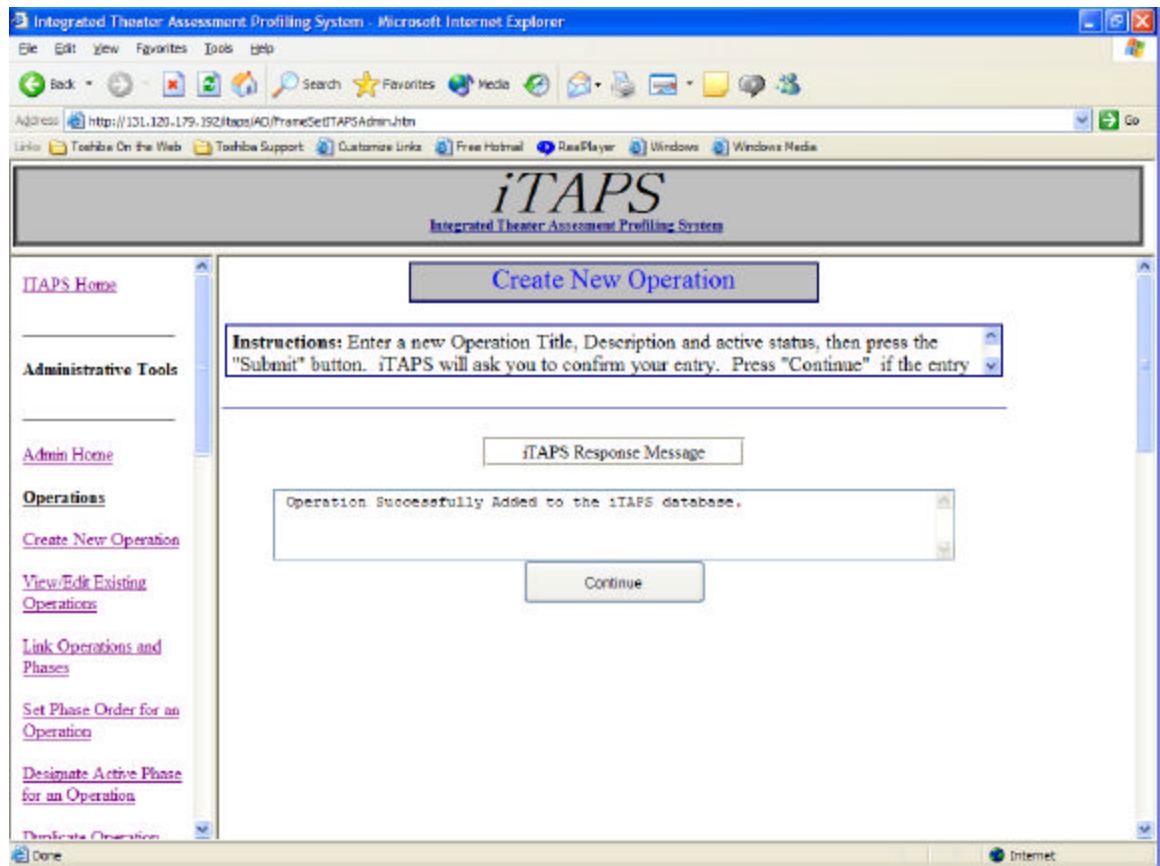 Integrated Theater Assessment Profiling System - Microsoft Internet Explorer
File Edit View Favorites Tools Help
Back Search Favorites Media
Address http://131.120.179.192/itaps/AD/FrameSetITAPSAdmin.htm Go
Links Toshiba On the Web Toshiba Support Customize Links Free Hotmail RealPlayer Windows Windows Media
iTAPS
Integrated Theater Assessment Profiling System
ITAPS Home
Administrative Tools
Admin Home
Operations
Create New Operation
View/Edit Existing
Operations
Link Operations and
Phases
Set Phase Order for an
Operation
Designate Active Phase
for an Operation
Duplicate Operation
Create New Operation
Instructions: Enter a new Operation Title, Description and active status, then press the
"Submit" button. iTAPS will ask you to confirm your entry. Press "Continue" if the entry
iTAPS Response Message
Operation Successfully Added to the iTAPS database.
Continue
Done Internet